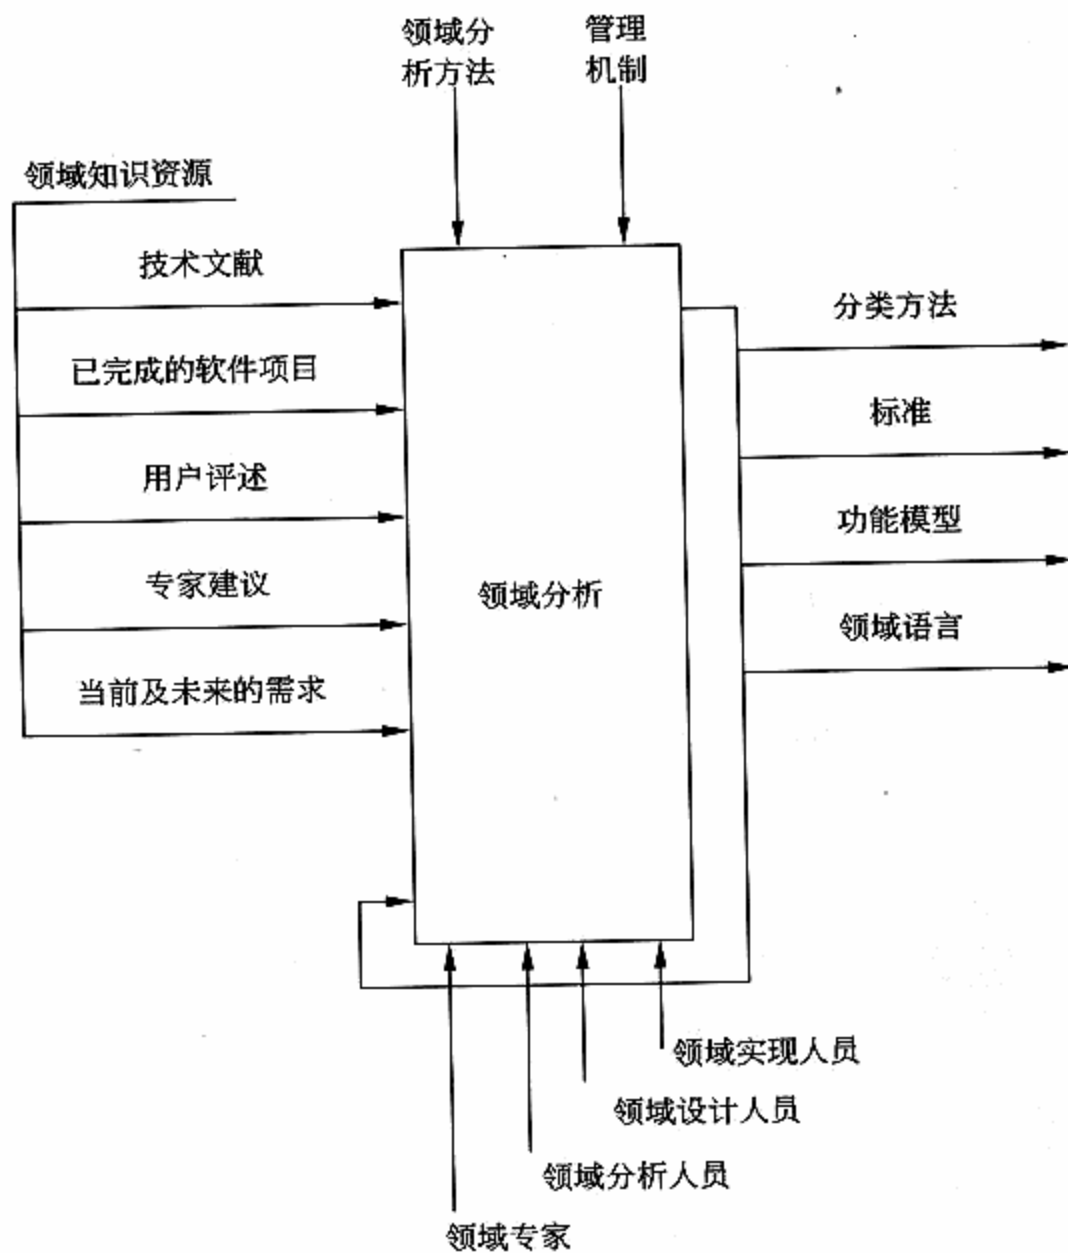 领域分
析方法
管理
机制
领域知识资源
技术文献
已完成的软件项目
用户评述
专家建议
当前及未来的需求
领域分析
分类方法
标准
功能模型
领域语言
领域实现人员
领域设计人员
领域分析人员
领域专家